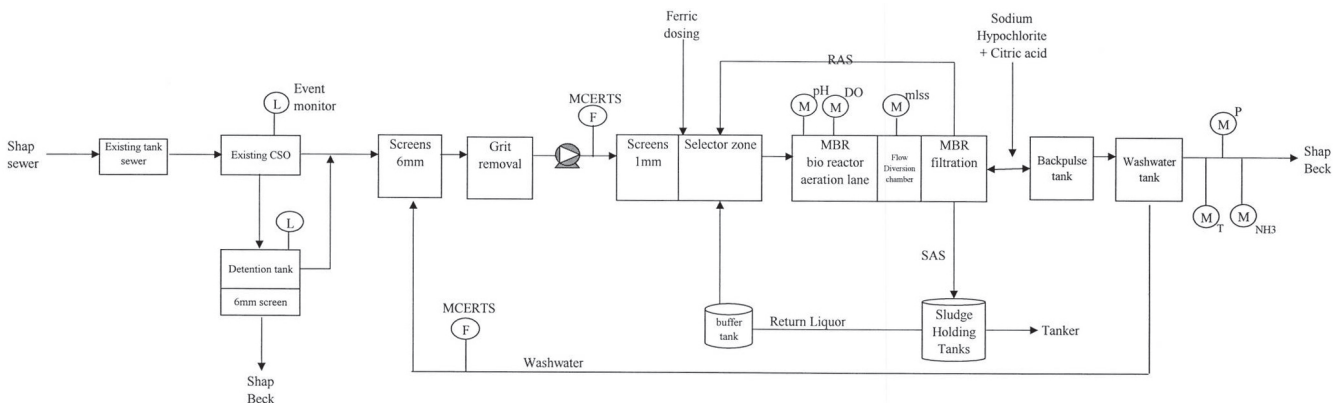 Ferric
dosing
Sodium
Hypochlorite
+ Citric acid
RAS
Event
monitor
L
MCERTS
F
M
pH
M
DO
M
mlss
M
P
Shap
sewer
Existing tank
sewer
Existing CSO
Screens
6mm
Grit
removal
Screens
1mm
Selector zone
MBR
bio reactor
aeration lane
Flow
Diversion
chamber
MBR
filtration
Backpulse
tank
Washwater
tank
Shap
Beck
M
T
M
NH3
L
Detention tank
6mm screen
SAS
MCERTS
F
buffer
tank
Return Liquor
Sludge
Holding
Tanks
Tanker
Washwater
Shap
Beck